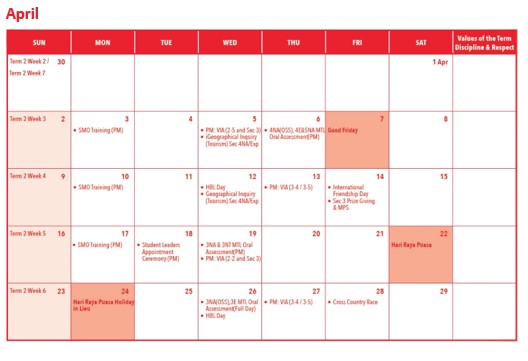 April
SUN MON TUE WED THU FRI SAT Values of the Term
Discipline & Respect
Term 2 Week 2 / 30 1 Apr
Term 2 Week 7
Term 2 Week 3 2 3 4 5 6 7 8
• SMO Training (PM)
• PM: VIA (2-5 and Sec 3)
• iGeographical Inquiry
(Tourism) Sec 4NA/Exp
• 4NA(OSS), 4E&5NA MTL
Oral Assessment(PM)
Good Friday
Term 2 Week 4 9 10 11 12 13 14 15
• SMO Training (PM)
• HBL Day
• Geographical Inquiry
(Tourism) Sec 4NA/Exp
• PM: VIA (3-4 / 3-5)
• International
Friendship Day
• Sec 3 Prize Giving
& MPS
Term 2 Week 5 16 17 18 19 20 21 22
• SMO Training (PM)
• Student Leaders
Appointment
Ceremony (PM)
• 3NA & 3NT MTL Oral
Assessment(PM)
• PM: VIA (2-2 and Sec 3)
Hari Raya Puasa
Term 2 Week 6 23 24 25 26 27 28 29
Hari Raya Puasa Holiday
in Lieu
• 3NA(OSS),3E MTL Oral
Assessment(Full Day)
• HBL Day
• PM: VIA (3-4 / 3-5)
• Cross Country Race